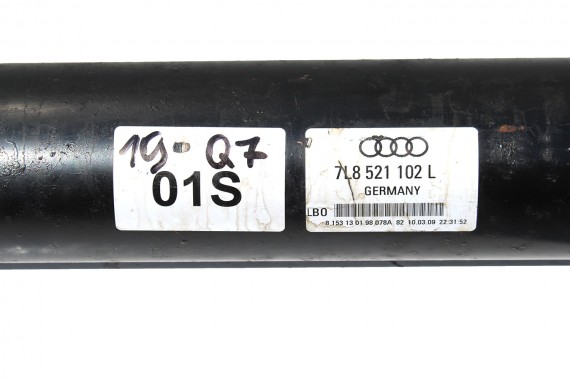 19- Q7
01S
7L8 521 102 L
GERMANY
LBO
8.153 13 01.98.078A 82 10.03.09 22:31:52